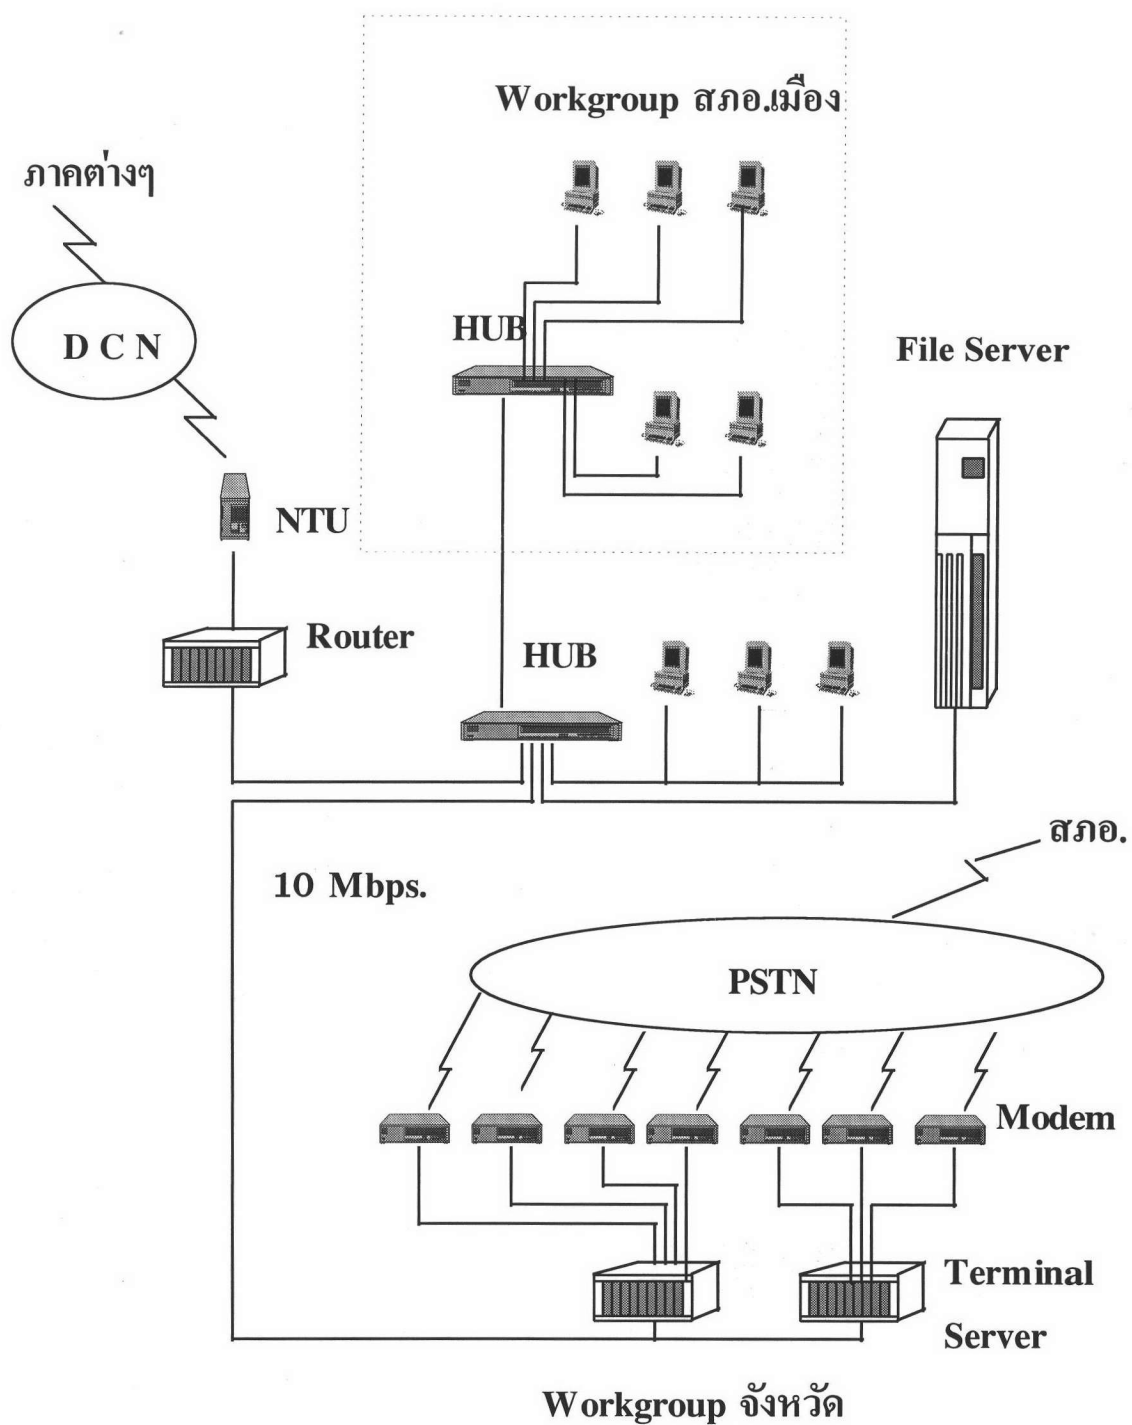 Workgroup สภอ.เมือง
ภาคต่างๆ
HUB
D C N
File Server
NTU
Router
HUB
สภอ.
10 Mbps.
PSTN
Modem
Terminal
Server
Workgroup จังหวัด